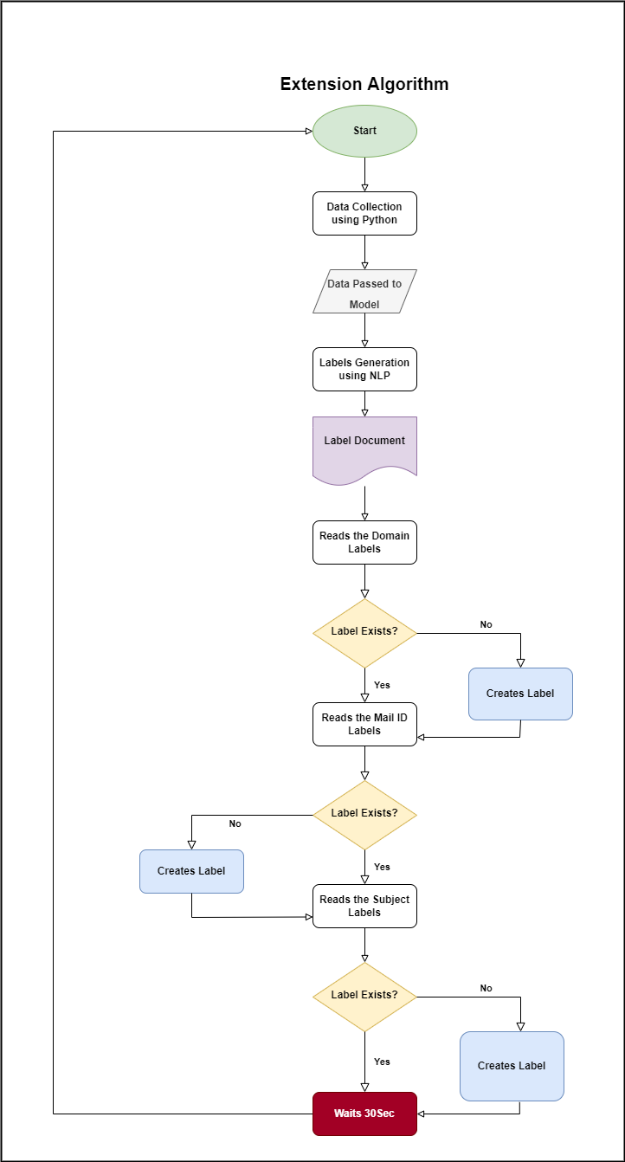 Extension Algorithm
Start
Data Collection
using Python
Data Passed to
Model
Labels Generation
using NLP
Label Document
Reads the Domain
Labels
Label Exists?
No
Creates Label
Yes
Reads the Mail ID
Labels
Label Exists?
No
Creates Label
Yes
Reads the Subject
Labels
Label Exists?
No
Creates Label
Yes
Waits 30Sec